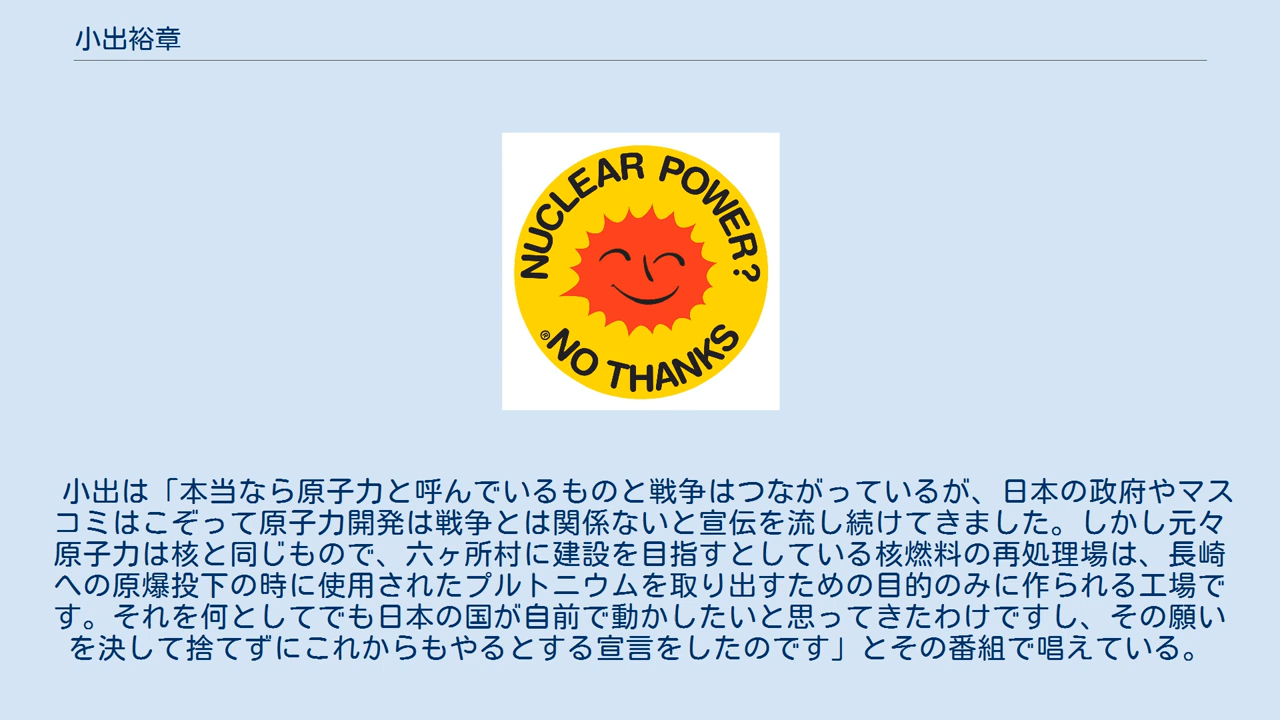 小出裕章
NUCLEAR POWER?
® NO THANKS
小出は「本当なら原子力と呼んでいるものと戦争はつながっているが、日本の政府やマス
コミはこぞって原子力開発は戦争とは関係ないと宣伝を流し続けてきました。しかし元々
原子力は核と同じもので、六ヶ所村に建設を目指すとしている核燃料の再処理場は、長崎
への原爆投下の時に使用されたプルトニウムを取り出すための目的のみに作られる工場で
す。それを何としてでも日本の国が自前で動かしたいと思ってきたわけですし、その願い
を決して捨てずにこれからもやるとする宣言をしたのです」とその番組で唱えている。